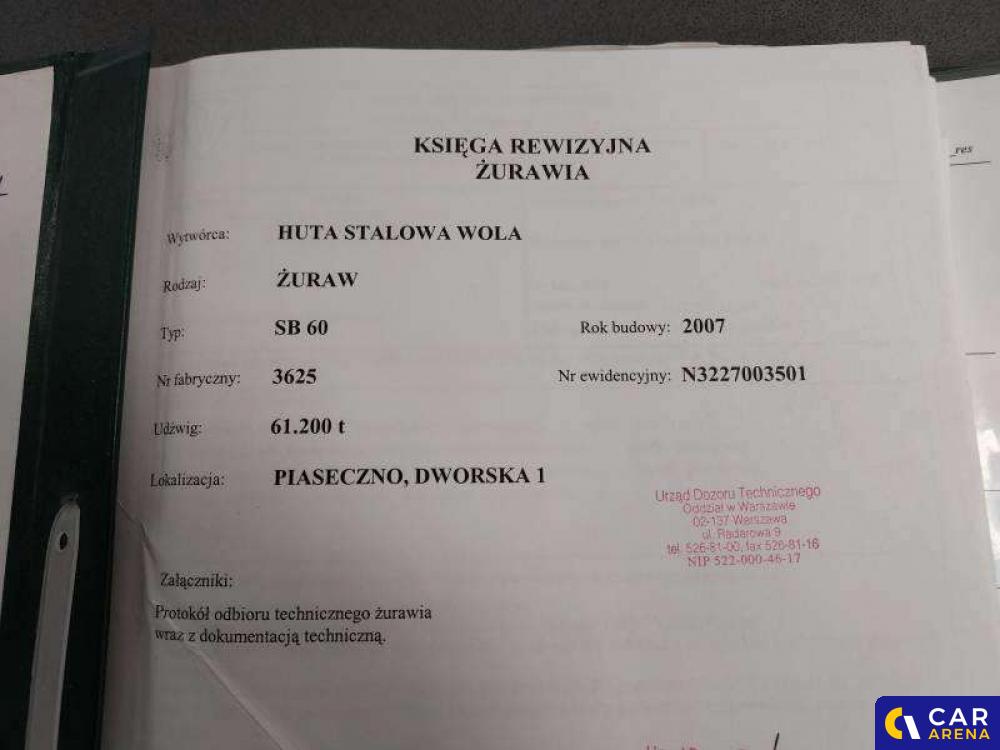 KSIĘGA REWIZYJNA
ŻURAWIA
res
Wytwórca: HUTA STALOWA WOLA
Rodzaj: ŻURAW
Typ: SB 60 Rok budowy: 2007
Nr fabryczny: 3625 Nr ewidencyjny: N3227003501
Udźwig: 61.200 t
Lokalizacja: PIASECZNO, DWORSKA 1
Urząd Dozoru Technicznego
Oddział w Warszawie
02-137 Warszawa
ul. Radarowa 9
tel. 526-81-00, fax 526-81-16
NIP 522-000-46-17
Załączniki:
Protokół odbioru technicznego żurawia
wraz z dokumentacją techniczną.
CAR
ARENA